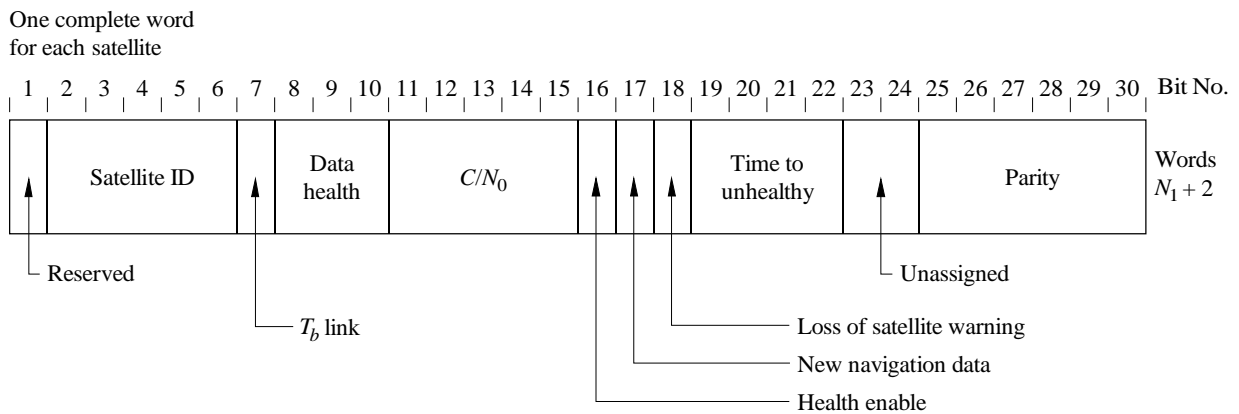 One complete word
for each satellite
1 2 3 4 5 6 7 8 9 10 11 12 13 14 15 16 17 18 19 20 21 22 23 24 25 26 27 28 29 30 Bit No.
Satellite ID
Data
health
C/N0
Time to
unhealthy
Parity
Words
N1 + 2
Reserved
Unassigned
Tb link
Loss of satellite warning
New navigation data
Health enable